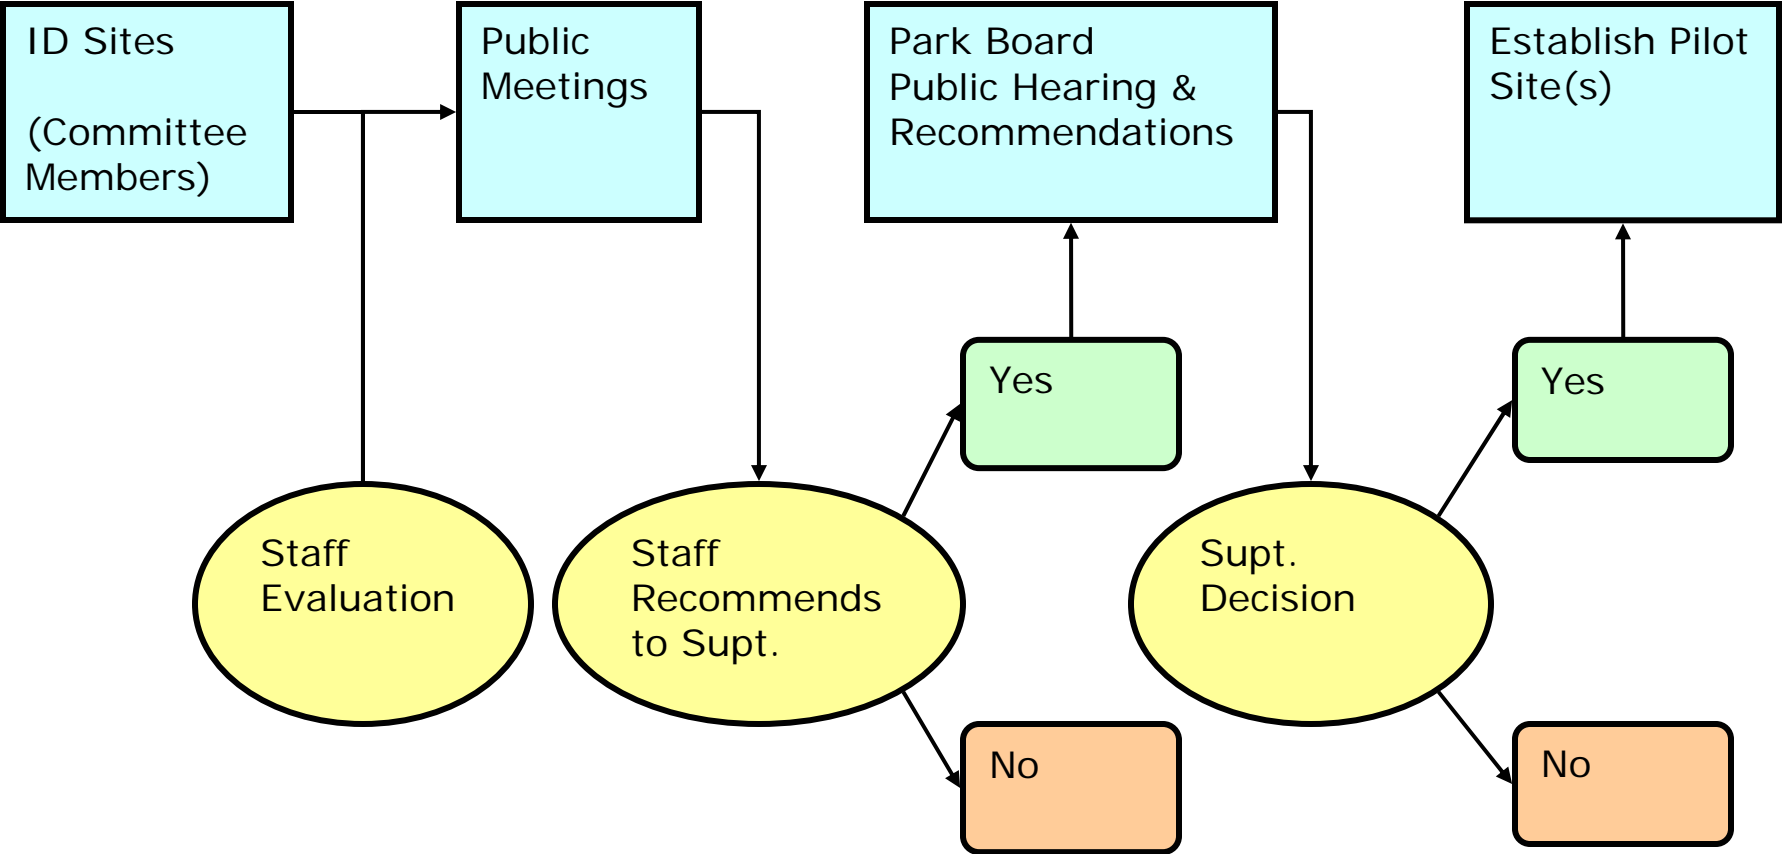 ID Sites
(Committee
Members)
Public
Meetings
Park Board
Public Hearing &
Recommendations
Establish Pilot
Site(s)
Yes
Yes
Staff
Evaluation
Staff
Recommends
to Supt.
Supt.
Decision
No
No